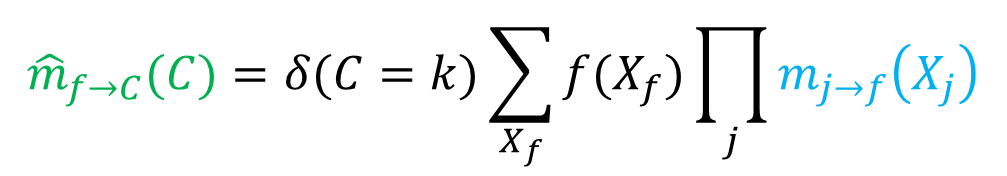 m̂_{f→C}(C) = δ(C = k) ∑_{X_f} f(X_f) ∏_j m_{j→f}(X_j)